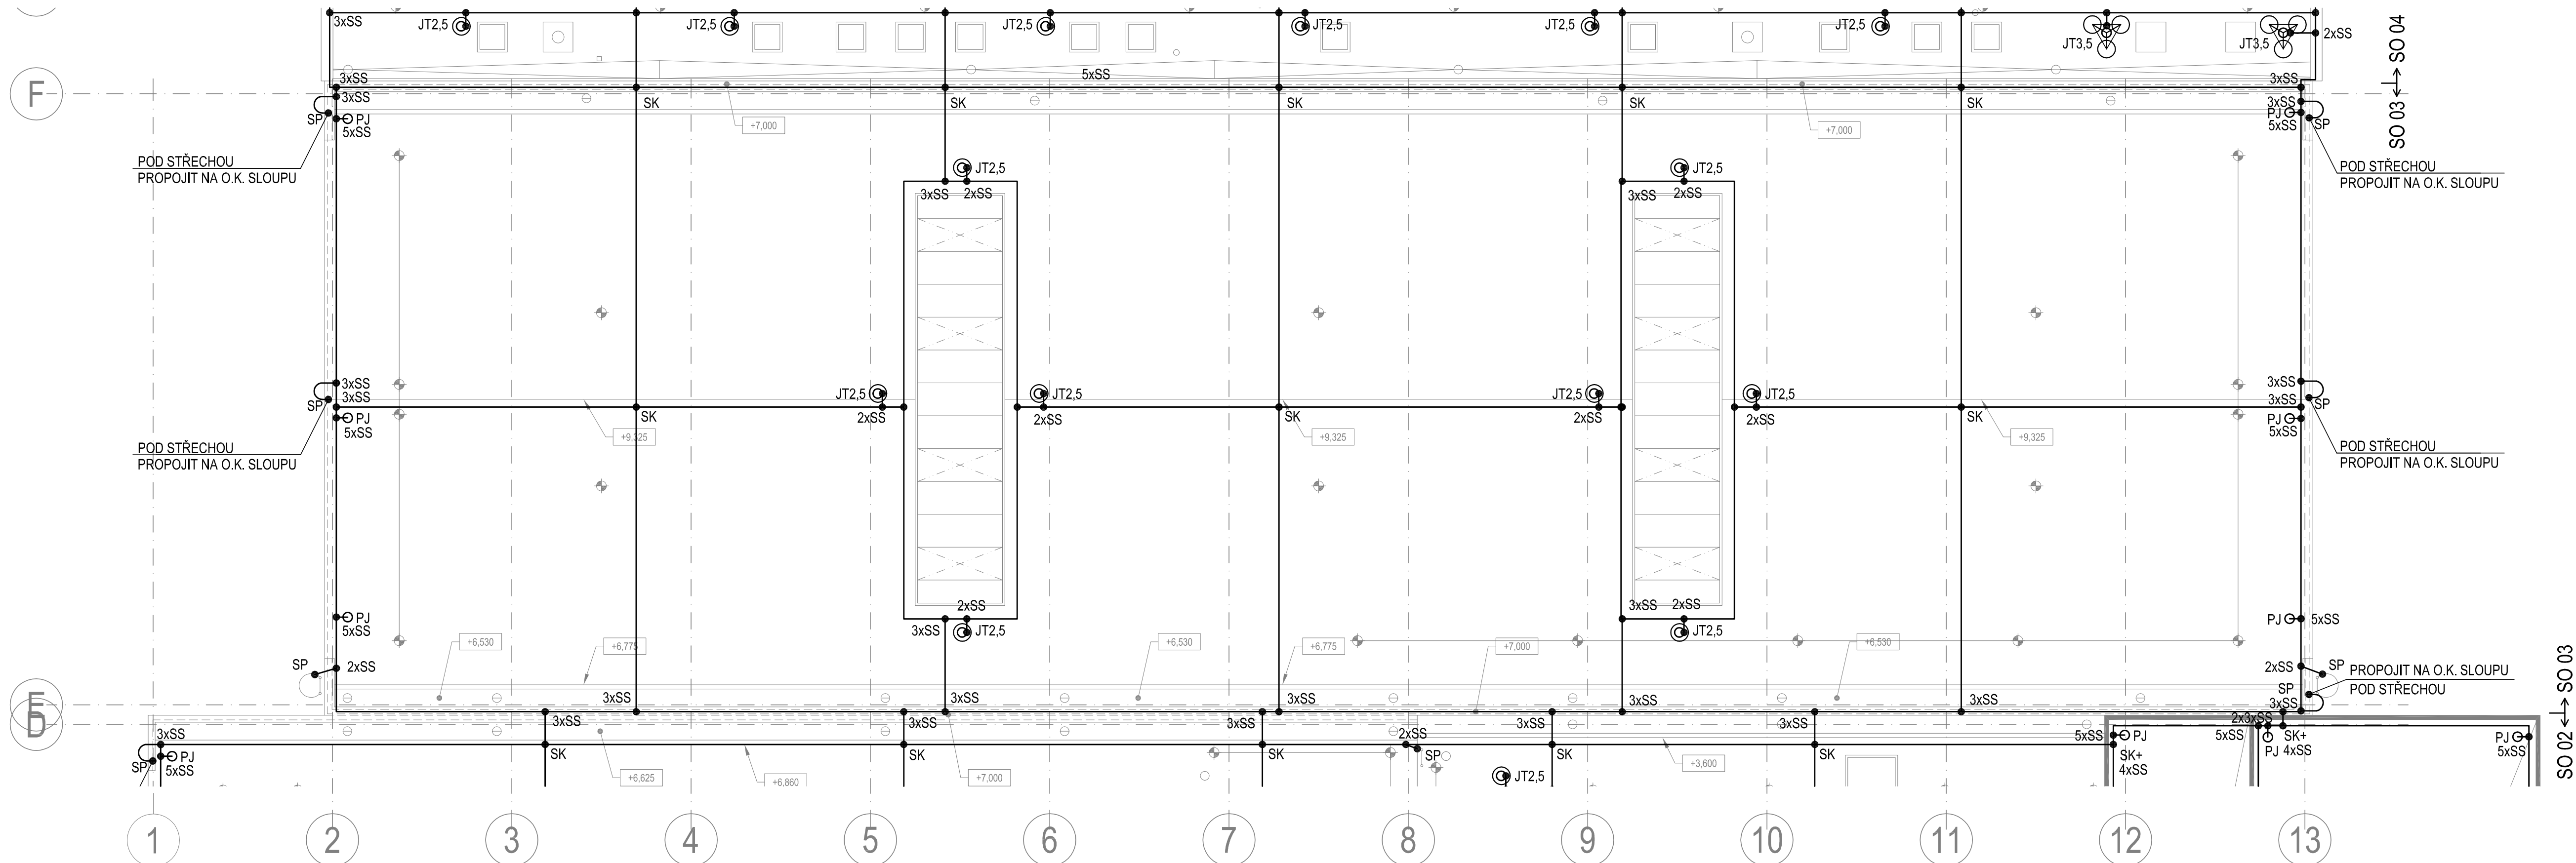 3xSS
JT2,5
JT2,5
JT2,5
JT2,5
JT2,5
JT2,5
JT3,5
JT3,5
2xSS
SO 04
SO 03
3xSS
5xSS
3xSS
F
3xSS
SK
SK
SK
SK
SK
3xSS
SP
PJ
5xSS
+7,000
+7,000
PJ
5xSS
SP
POD STŘECHOU
PROPOJIT NA O.K. SLOUPU
JT2,5
3xSS
2xSS
JT2,5
3xSS
2xSS
POD STŘECHOU
PROPOJIT NA O.K. SLOUPU
3xSS
3xSS
SP
PJ
5xSS
SK
JT2,5
2xSS
JT2,5
2xSS
SK
JT2,5
2xSS
JT2,5
2xSS
SK
3xSS
3xSS
SP
PJ
5xSS
+9,325
+9,325
+9,325
POD STŘECHOU
PROPOJIT NA O.K. SLOUPU
POD STŘECHOU
PROPOJIT NA O.K. SLOUPU
PJ
5xSS
2xSS
3xSS
JT2,5
3xSS
2xSS
JT2,5
PJ
5xSS
+6,530
+6,775
+6,530
+6,775
+7,000
+6,530
SP
2xSS
2xSS
SP
PROPOJIT NA O.K. SLOUPU
POD STŘECHOU
SP
3xSS
SO 03
SO 02
E
D
3xSS
3xSS
3xSS
3xSS
3xSS
3xSS
3xSS
3xSS
3xSS
3xSS
2x3xSS
3xSS
SP
PJ
5xSS
SK
SK
SK
2xSS
SP
SK
SK
5xSS
PJ
SK+
4xSS
5xSS
PJ
SK+
4xSS
PJ
5xSS
+6,625
+6,860
+7,000
JT2,5
+3,600
1
2
3
4
5
6
7
8
9
10
11
12
13